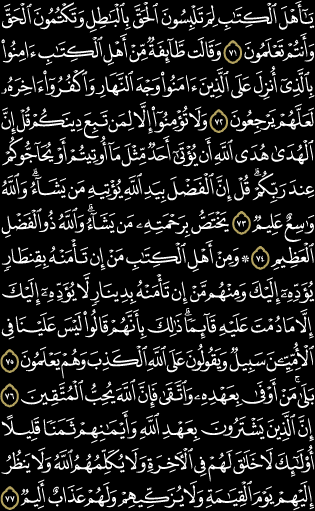 يَٰٓأَهۡلَ ٱلۡكِتَٰبِ لِمَ تَلۡبِسُونَ ٱلۡحَقَّ بِٱلۡبَٰطِلِ وَتَكۡتُمُونَ ٱلۡحَقَّ
وَأَنتُمۡ تَعۡلَمُونَ ٧١ وَقَالَت طَّآئِفَةٞ مِّنۡ أَهۡلِ ٱلۡكِتَٰبِ ءَامِنُواْ
بِٱلَّذِيٓ أُنزِلَ عَلَى ٱلَّذِينَ ءَامَنُواْ وَجۡهَ ٱلنَّهَارِ وَٱكۡفُرُوٓاْ ءَاخِرَهُۥ
لَعَلَّهُمۡ يَرۡجِعُونَ ٧٢ وَلَا تُؤۡمِنُوٓاْ إِلَّا لِمَن تَبِعَ دِينَكُمۡ قُلۡ إِنَّ
ٱلۡهُدَىٰ هُدَى ٱللَّهِ أَن يُؤۡتَىٰٓ أَحَدٞ مِّثۡلَ مَآ أُوتِيتُمۡ أَوۡ يُحَآجُّوكُمۡ
عِندَ رَبِّكُمۡۗ قُلۡ إِنَّ ٱلۡفَضۡلَ بِيَدِ ٱللَّهِ يُؤۡتِيهِ مَن يَشَآءُۗ وَٱللَّهُ
وَٰسِعٌ عَلِيمٞ ٧٣ يَخۡتَصُّ بِرَحۡمَتِهِۦ مَن يَشَآءُۗ وَٱللَّهُ ذُو ٱلۡفَضۡلِ
ٱلۡعَظِيمِ ٧٤ ۞ وَمِنۡ أَهۡلِ ٱلۡكِتَٰبِ مَنۡ إِن تَأۡمَنۡهُ بِقِنطَارٖ
يُؤَدِّهِۦٓ إِلَيۡكَ وَمِنۡهُم مَّنۡ إِن تَأۡمَنۡهُ بِدِينَارٖ لَّا يُؤَدِّهِۦٓ إِلَيۡكَ
إِلَّا مَا دُمۡتَ عَلَيۡهِ قَآئِمٗاۗ ذَٰلِكَ بِأَنَّهُمۡ قَالُواْ لَيۡسَ عَلَيۡنَا فِي
ٱلۡأُمِّيِّـۧنَ سَبِيلٞ وَيَقُولُونَ عَلَى ٱللَّهِ ٱلۡكَذِبَ وَهُمۡ يَعۡلَمُونَ ٧٥
بَلَىٰۚ مَنۡ أَوۡفَىٰ بِعَهۡدِهِۦ وَٱتَّقَىٰ فَإِنَّ ٱللَّهَ يُحِبُّ ٱلۡمُتَّقِينَ ٧٦
إِنَّ ٱلَّذِينَ يَشۡتَرُونَ بِعَهۡدِ ٱللَّهِ وَأَيۡمَٰنِهِمۡ ثَمَنٗا قَلِيلًا
أُوْلَٰٓئِكَ لَا خَلَٰقَ لَهُمۡ فِي ٱلۡأٓخِرَةِ وَلَا يُكَلِّمُهُمُ ٱللَّهُ وَلَا يَنظُرُ
إِلَيۡهِمۡ يَوۡمَ ٱلۡقِيَٰمَةِ وَلَا يُزَكِّيهِمۡ وَلَهُمۡ عَذَابٌ أَلِيمٞ ٧٧